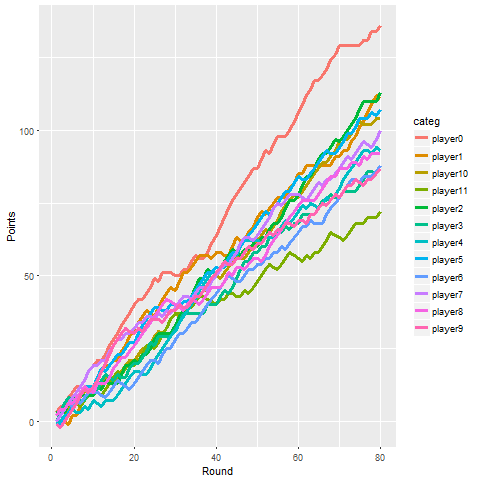 100
50
0
Points
0
20
40
60
80
Round
categ
player0
player1
player10
player11
player2
player3
player4
player5
player6
player7
player8
player9